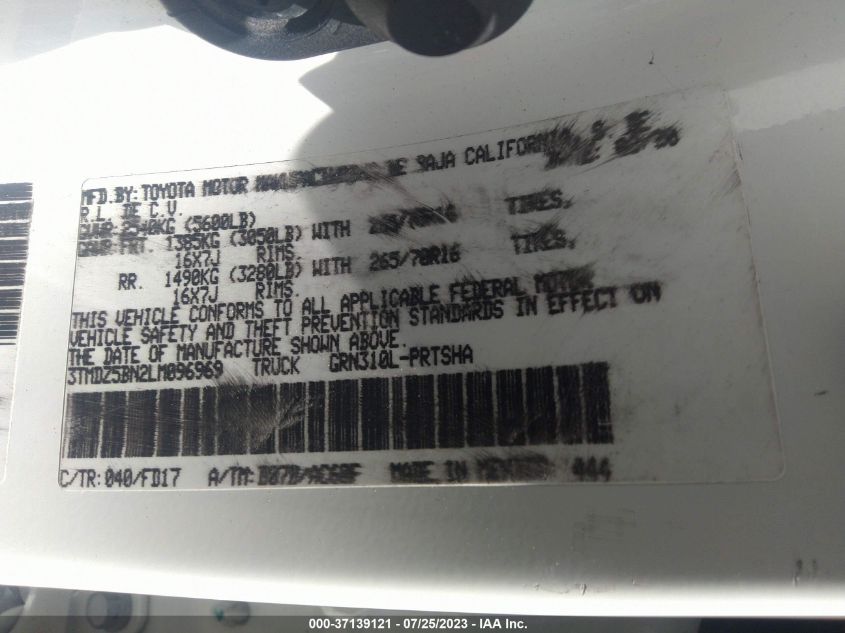 MFD.BY: TOYOTA MOTOR DE BAJA CALIFORNIA
R.L. DE C.V.
(5600LB)
1385KG (3050LB) WITH TIRES,
16X7J RIMS.
RR. 1490KG (3280LB) WITH 265/70R16 TIRES,
16X7J RIMS.
THIS VEHICLE CONFORMS TO ALL APPLICABLE FEDERAL MOTOR
VEHICLE SAFETY AND THEFT PREVENTION STANDARDS IN EFFECT ON
THE DATE OF MANUFACTURE SHOWN ABOVE.
3TMDZ5BN2LM096969 TRUCK GRN310L-PRTSHA
C/TR: 040/FD17 A/TM: MADE IN MEXICO 444
000-37139121 - 07/25/2023 - © IAA Inc.